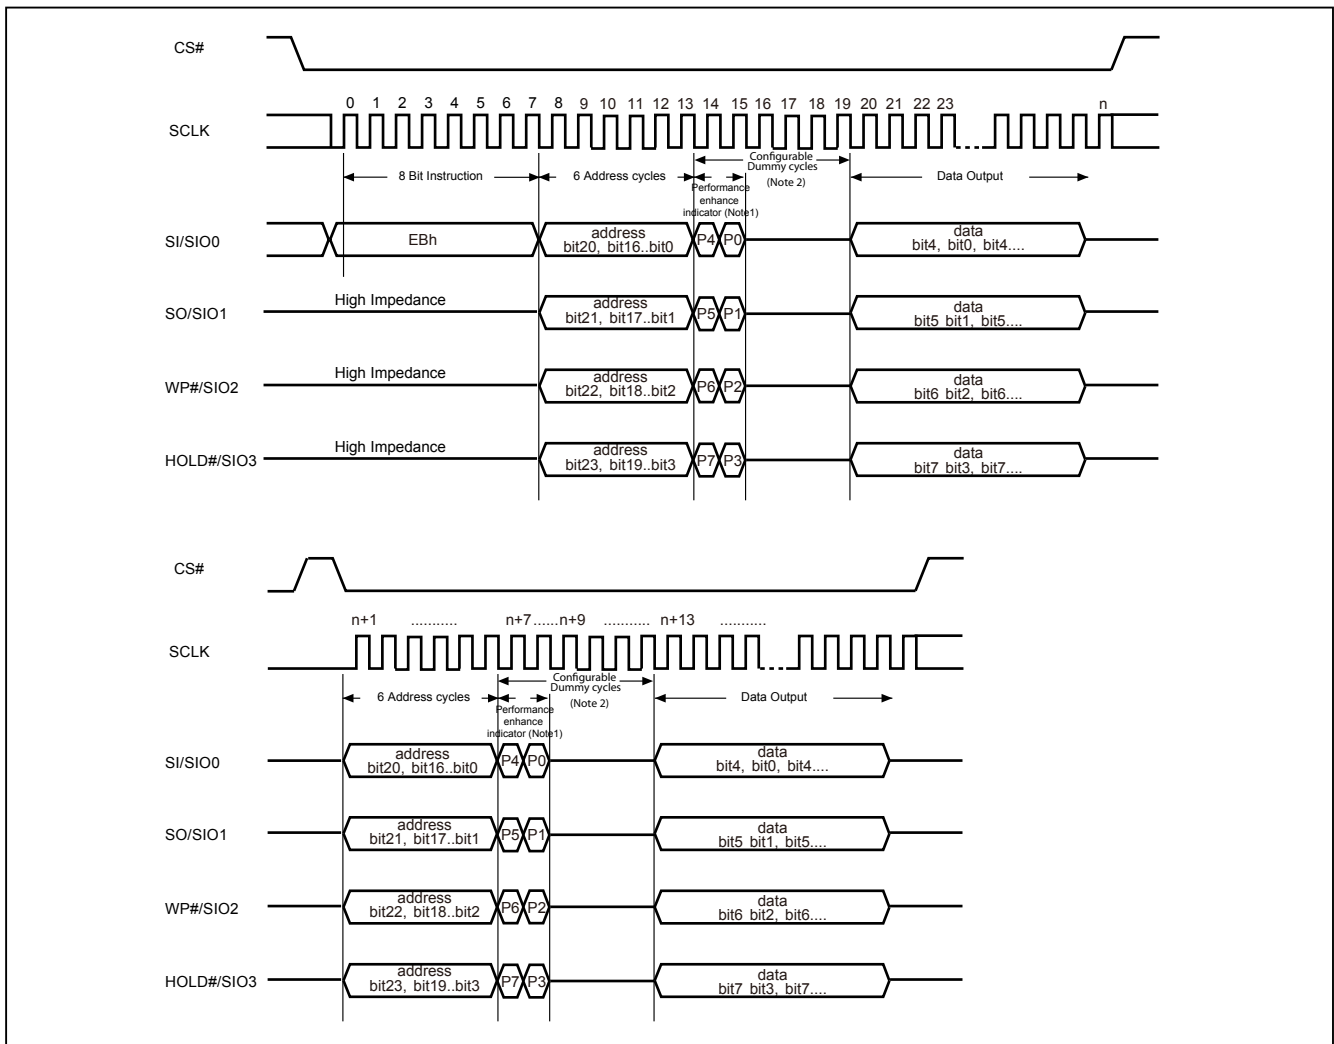 CS#
0 1 2 3 4 5 6 7 8 9 10 11 12 13 14 15 16 17 18 19 20 21 22 23 n
SCLK
Configurable
Dummy cycles
(Note 2)
8 Bit Instruction
6 Address cycles
Data Output
Performance
enhance
indicator (Note1)
SI/SIO0
EBh
address
bit20, bit16..bit0
P4 P0
data
bit4, bit0, bit4....
SO/SIO1
High Impedance
address
bit21, bit17..bit1
P5 P1
data
bit5 bit1, bit5....
WP#/SIO2
High Impedance
address
bit22, bit18..bit2
P6 P2
data
bit6 bit2, bit6....
HOLD#/SIO3
High Impedance
address
bit23, bit19..bit3
P7 P3
data
bit7 bit3, bit7....
CS#
n+1 ........... n+7......n+9 ........... n+13 ...........
SCLK
Configurable
Dummy cycles
(Note 2)
6 Address cycles
Data Output
Performance
enhance
indicator (Note1)
SI/SIO0
address
bit20, bit16..bit0
P4 P0
data
bit4, bit0, bit4....
SO/SIO1
address
bit21, bit17..bit1
P5 P1
data
bit5 bit1, bit5....
WP#/SIO2
address
bit22, bit18..bit2
P6 P2
data
bit6 bit2, bit6....
HOLD#/SIO3
address
bit23, bit19..bit3
P7 P3
data
bit7 bit3, bit7....